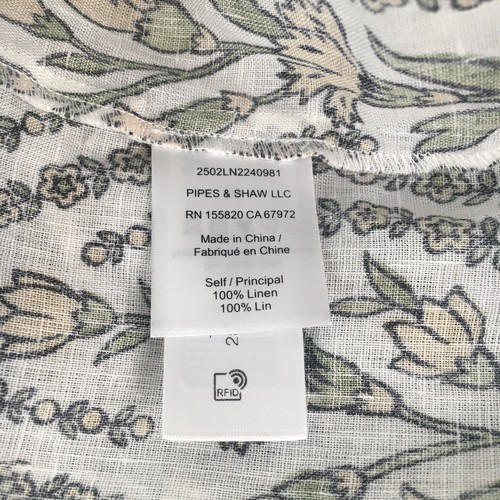 2502LN2240981
PIPES & SHAW LLC
RN 155820 CA 67972
Made in China /
Fabriqué en Chine
Self / Principal
100% Linen
100% Lin
RFID